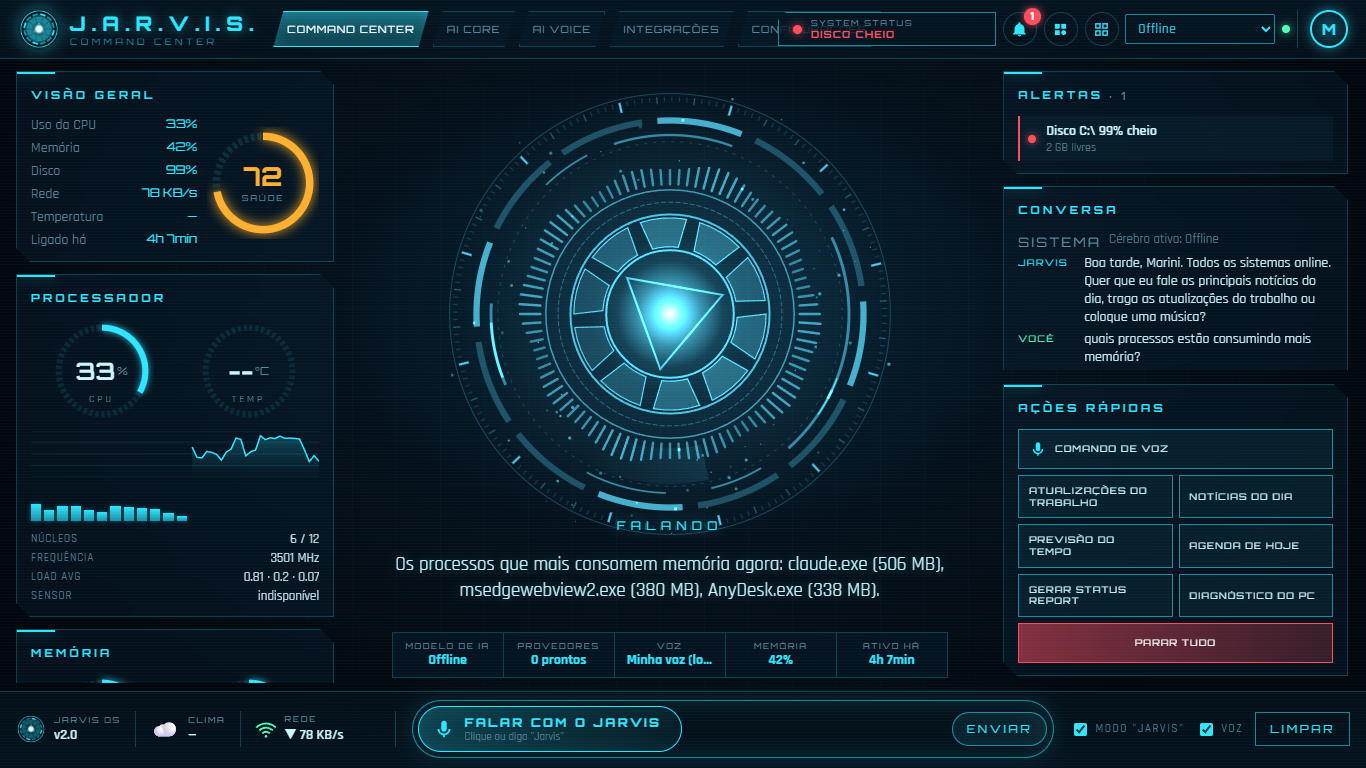 J.A.R.V.I.S.
COMMAND CENTER
COMMAND CENTER
AI CORE
AI VOICE
INTEGRAÇÕES
SYSTEM STATUS
DISCO CHEIO
1
Offline
M
VISÃO GERAL
Uso da CPU 33%
Memória 42%
Disco 99%
Rede 78 KB/s
Temperatura —
Ligado há 4h 7min
72
SAÚDE
PROCESSADOR
33%
CPU
--°C
TEMP
NÚCLEOS 6 / 12
FREQUÊNCIA 3501 MHz
LOAD AVG 0.81 · 0.2 · 0.07
SENSOR indisponível
MEMÓRIA
FALANDO
Os processos que mais consomem memória agora: claude.exe (506 MB),
msedgewebview2.exe (380 MB), AnyDesk.exe (338 MB).
MODELO DE IA
Offline
PROVEDORES
0 prontos
VOZ
Minha voz (lo...
MEMÓRIA
42%
ATIVO HÁ
4h 7min
ALERTAS · 1
Disco C:\ 99% cheio
2 GB livres
CONVERSA
SISTEMA Cérebro ativo: Offline
JARVIS Boa tarde, Marini. Todos os sistemas online.
Quer que eu fale as principais notícias do
dia, traga as atualizações do trabalho ou
coloque uma música?
VOCÊ quais processos estão consumindo mais
memória?
AÇÕES RÁPIDAS
COMANDO DE VOZ
ATUALIZAÇÕES DO
TRABALHO
NOTÍCIAS DO DIA
PREVISÃO DO
TEMPO
AGENDA DE HOJE
GERAR STATUS
REPORT
DIAGNÓSTICO DO PC
PARAR TUDO
JARVIS OS
v2.0
CLIMA
—
REDE
▼ 78 KB/s
FALAR COM O JARVIS
Clique ou diga "Jarvis"
ENVIAR
MODO "JARVIS"
VOZ
LIMPAR